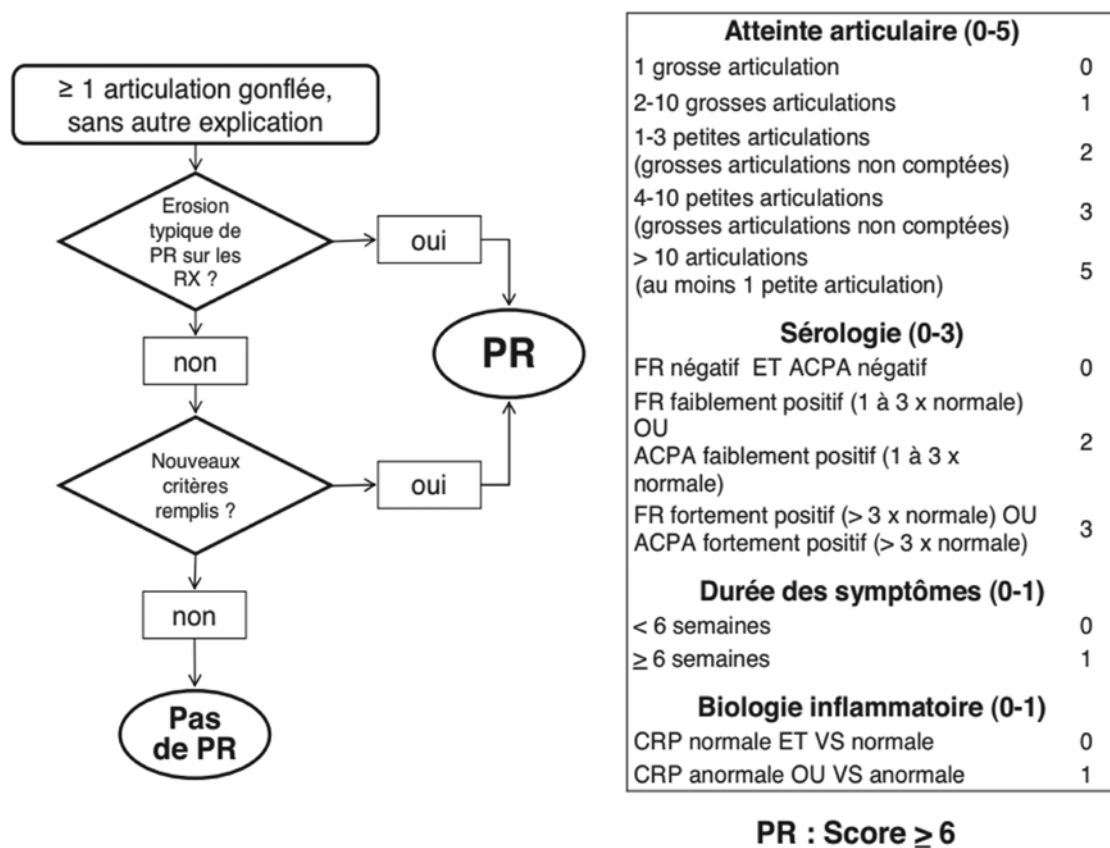 ≥ 1 articulation gonflée,
sans autre explication
Erosion
typique de
PR sur les
RX ?
oui
non
PR
Nouveaux
critères
remplis ?
oui
non
Pas
de PR
Atteinte articulaire (0-5)
1 grosse articulation 0
2-10 grosses articulations 1
1-3 petites articulations
(grosses articulations non comptées) 2
4-10 petites articulations
(grosses articulations non comptées) 3
> 10 articulations
(au moins 1 petite articulation) 5
Sérologie (0-3)
FR négatif ET ACPA négatif 0
FR faiblement positif (1 à 3 x normale)
OU
ACPA faiblement positif (1 à 3 x 2
normale)
FR fortement positif (> 3 x normale) OU
ACPA fortement positif (> 3 x normale) 3
Durée des symptômes (0-1)
< 6 semaines 0
≥ 6 semaines 1
Biologie inflammatoire (0-1)
CRP normale ET VS normale 0
CRP anormale OU VS anormale 1
PR : Score ≥ 6